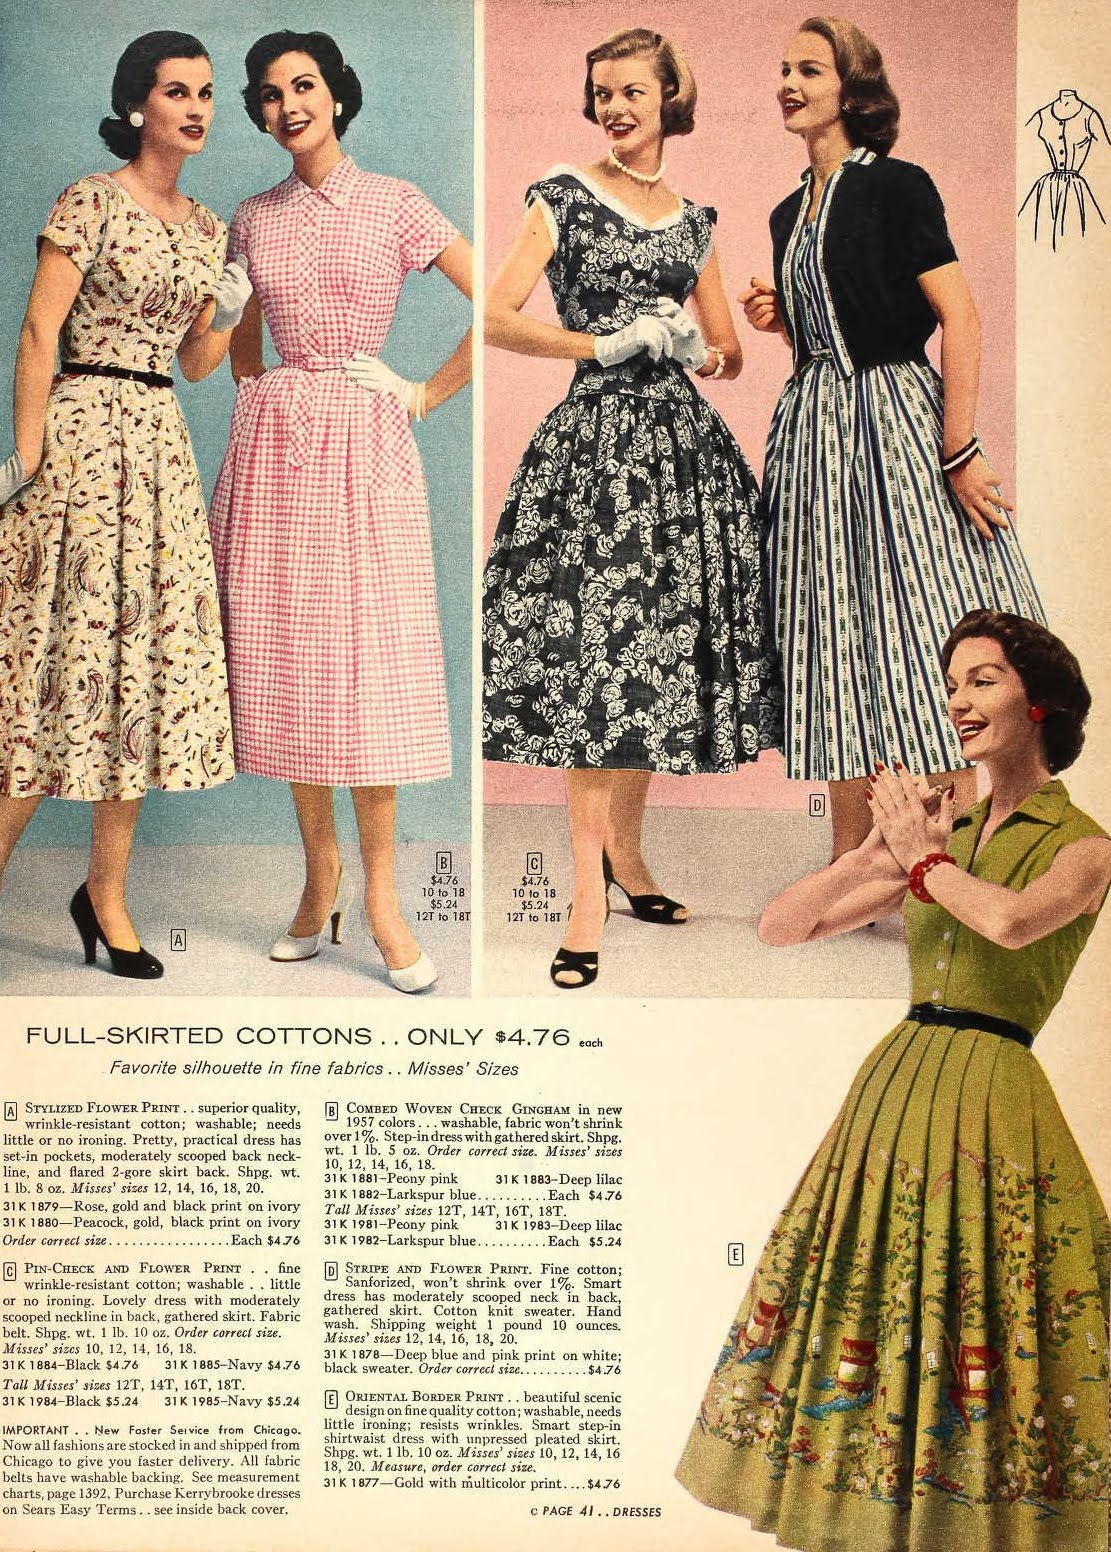 B
$4.76
10 to 18
$5.24
12T to 18T
C
$4.76
10 to 18
$5.24
12T to 18T
D
A
FULL-SKIRTED COTTONS . . ONLY $4.76 each
Favorite silhouette in fine fabrics . . Misses' Sizes
A STYLIZED FLOWER PRINT . . superior quality,
wrinkle-resistant cotton; washable; needs
little or no ironing. Pretty, practical dress has
set-in pockets, moderately scooped back neck-
line, and flared 2-gore skirt back. Shpg. wt.
1 lb. 8 oz. Misses' sizes 12, 14, 16, 18, 20.
31 K 1879—Rose, gold and black print on ivory
31 K 1880—Peacock, gold, black print on ivory
Order correct size................Each $4.76
C PIN-CHECK AND FLOWER PRINT . . fine
wrinkle-resistant cotton; washable . . little
or no ironing. Lovely dress with moderately
scooped neckline in back, gathered skirt. Fabric
belt. Shpg. wt. 1 lb. 10 oz. Order correct size.
Misses' sizes 10, 12, 14, 16, 18.
31 K 1884—Black $4.76 31 K 1885—Navy $4.76
Tall Misses' sizes 12T, 14T, 16T, 18T.
31 K 1984—Black $5.24 31 K 1985—Navy $5.24
IMPORTANT . . New Faster Service from Chicago.
Now all fashions are stocked in and shipped from
Chicago to give you faster delivery. All fabric
belts have washable backing. See measurement
charts, page 1392. Purchase Kerrybrooke dresses
on Sears Easy Terms . . see inside back cover.
B COMBED WOVEN CHECK GINGHAM in new
1957 colors . . . washable, fabric won't shrink
over 1%. Step-in dress with gathered skirt. Shpg.
wt. 1 lb. 5 oz. Order correct size. Misses' sizes
10, 12, 14, 16, 18.
31 K 1881—Peony pink 31 K 1883—Deep lilac
31 K 1882—Larkspur blue..........Each $4.76
Tall Misses' sizes 12T, 14T, 16T, 18T.
31 K 1981—Peony pink 31 K 1983—Deep lilac
31 K 1982—Larkspur blue..........Each $5.24
D STRIPE AND FLOWER PRINT. Fine cotton;
Sanforized, won't shrink over 1%. Smart
dress has moderately scooped neck in back,
gathered skirt. Cotton knit sweater. Hand
wash. Shipping weight 1 pound 10 ounces.
Misses' sizes 12, 14, 16, 18, 20.
31 K 1878—Deep blue and pink print on white;
black sweater. Order correct size..........$4.76
E ORIENTAL BORDER PRINT . . beautiful scenic
design on fine quality cotton; washable, needs
little ironing; resists wrinkles. Smart step-in
shirtwaist dress with unpressed pleated skirt.
Shpg. wt. 1 lb. 10 oz. Misses' sizes 10, 12, 14, 16
18, 20. Measure, order correct size.
31 K 1877—Gold with multicolor print....$4.76
E
C PAGE 41 . . DRESSES